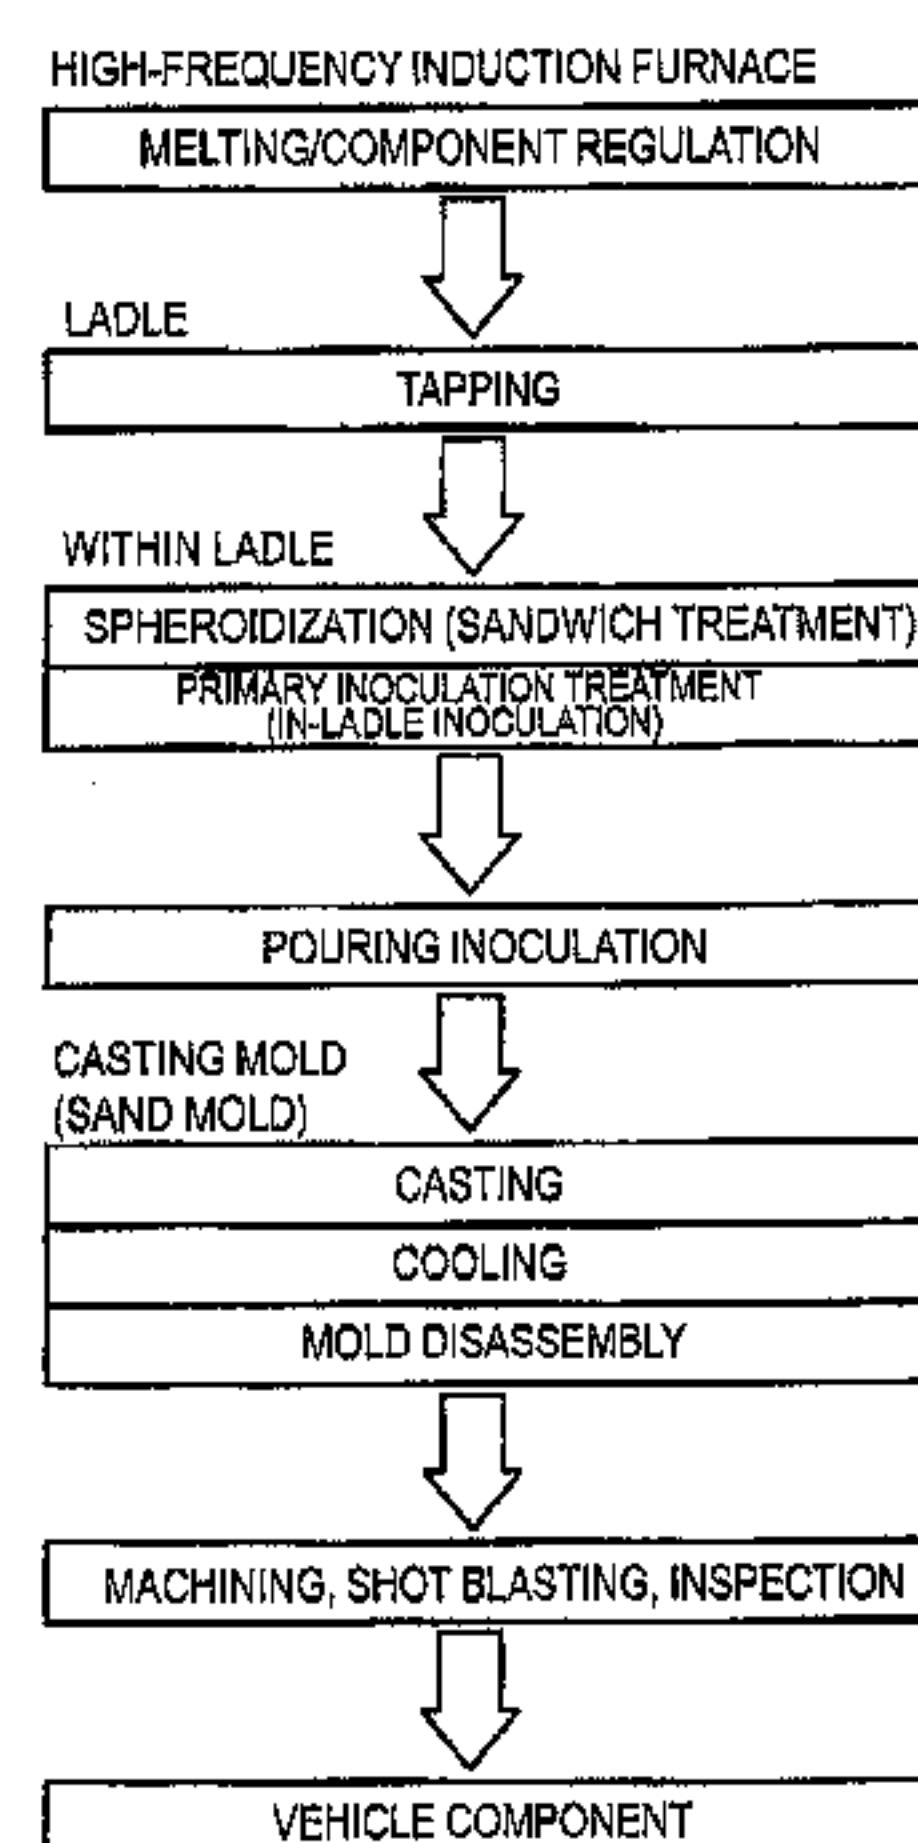 HIGH-FREQUENCY INDUCTION FURNACE
MELTING/COMPONENT REGULATION
LADLE
TAPPING
WITHIN LADLE
SPHEROIDIZATION (SANDWICH TREATMENT)
PRIMARY INOCULATION TREATMENT
(IN-LADLE INOCULATION)
POURING INOCULATION
CASTING MOLD
(SAND MOLD)
CASTING
COOLING
MOLD DISASSEMBLY
MACHINING, SHOT BLASTING, INSPECTION
VEHICLE COMPONENT